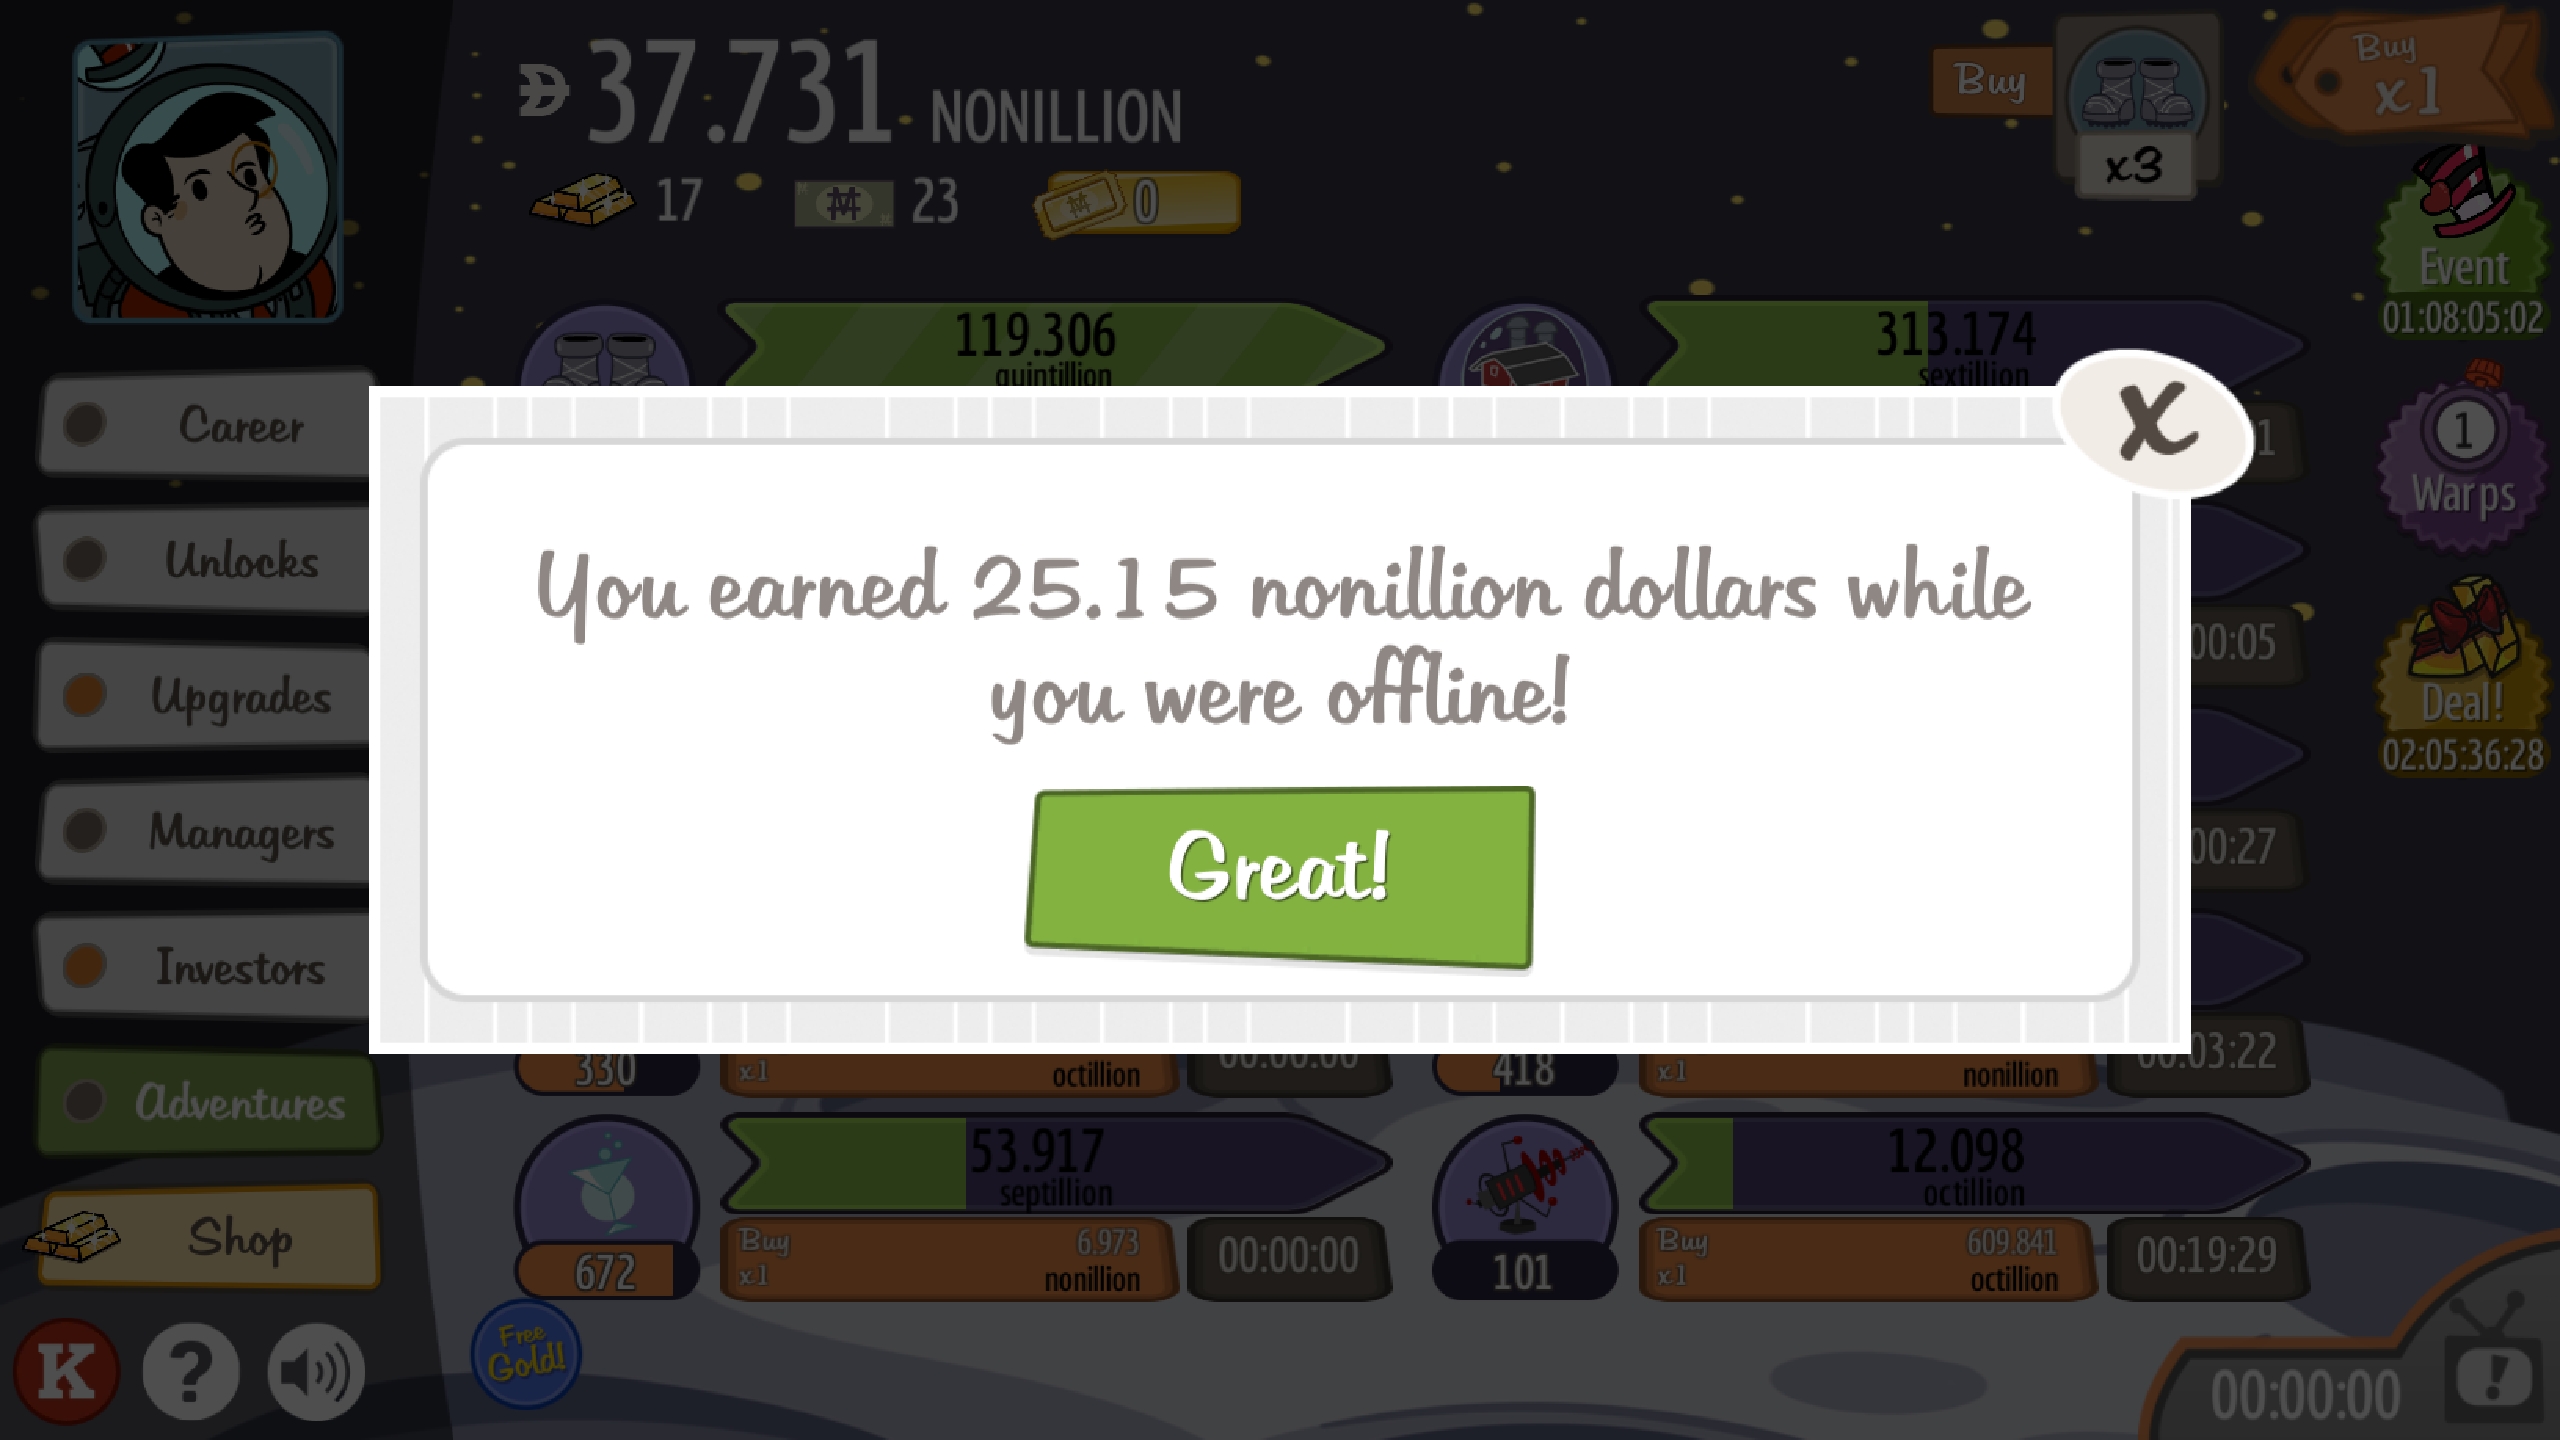 37.731 NONILLION
Buy
x3
Buy
x1
17
23
0
Event
01:08:05:02
119.306
quintillion
313.174
sextillion
Career
Unlocks
Upgrades
Managers
Investors
Adventures
Shop
X
1
You earned 25.15 nonillion dollars while
you were offline!
Great!
1
Warps
00:05
Deal!
02:05:36:28
00:27
330
x1
octillion
00:00:00
418
x1
nonillion
00:03:22
53.917
septillion
12.098
octillion
672
Buy
x1
6.973
nonillion
00:00:00
101
Buy
x1
609.841
octillion
00:19:29
K
?
Free
Gold!
00:00:00
!